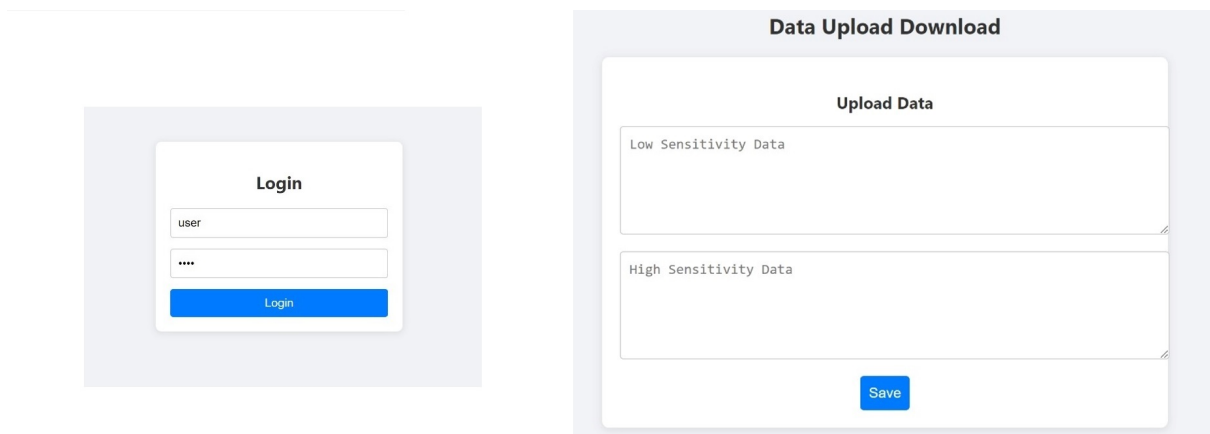 Login
user
••••
Login
Data Upload Download
Upload Data
Low Sensitivity Data
High Sensitivity Data
Save